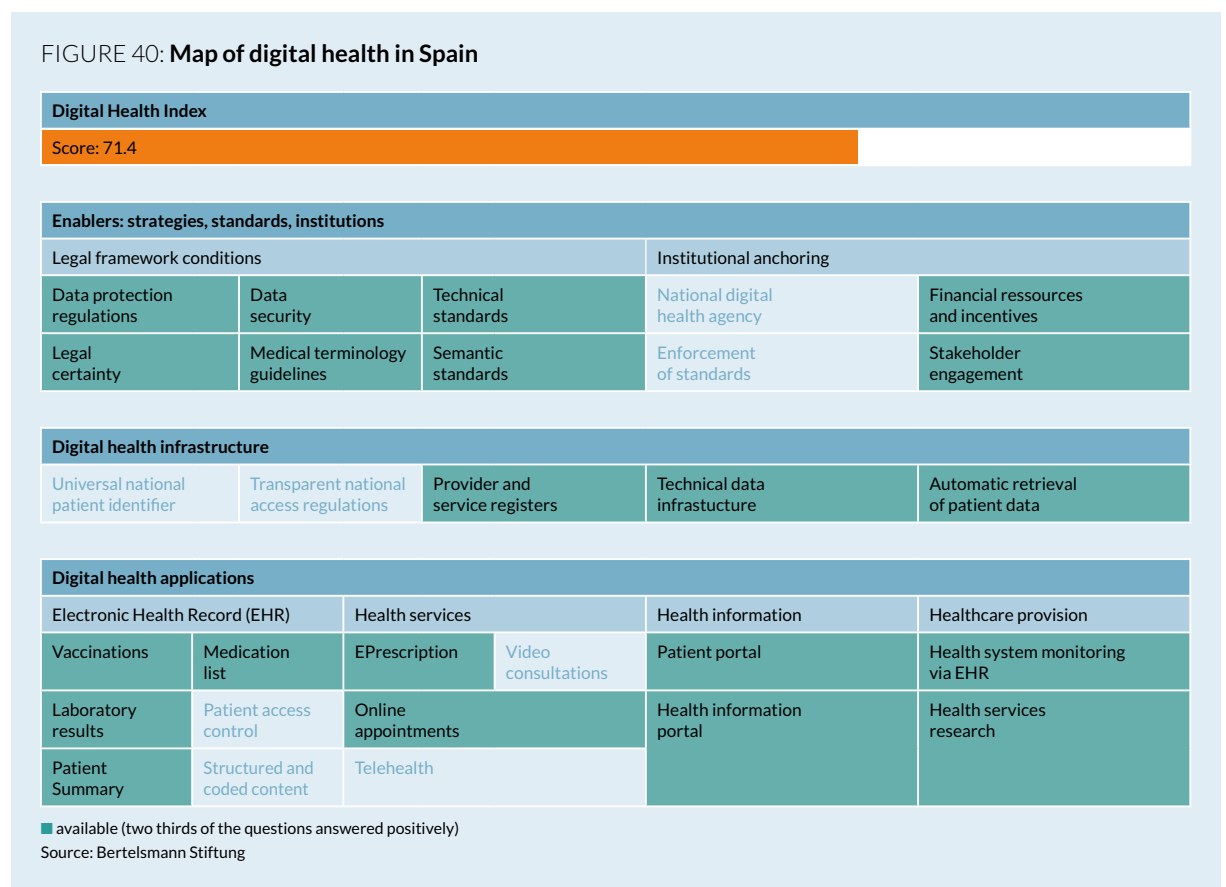 FIGURE 40: Map of digital health in Spain
Digital Health Index
Score: 71.4
Enablers: strategies, standards, institutions
Legal framework conditions
Institutional anchoring
Data protection
regulations
Data
security
Technical
standards
National digital
health agency
Financial ressources
and incentives
Legal
certainty
Medical terminology
guidelines
Semantic
standards
Enforcement
of standards
Stakeholder
engagement
Digital health infrastructure
Universal national
patient identifier
Transparent national
access regulations
Provider and
service registers
Technical data
infrastucture
Automatic retrieval
of patient data
Digital health applications
Electronic Health Record (EHR)
Health services
Health information
Healthcare provision
Vaccinations
Medication
list
EPrescription
Video
consultations
Patient portal
Health system monitoring
via EHR
Laboratory
results
Patient access
control
Online
appointments
Health information
portal
Health services
research
Patient
Summary
Structured and
coded content
Telehealth
available (two thirds of the questions answered positively)
Source: Bertelsmann Stiftung